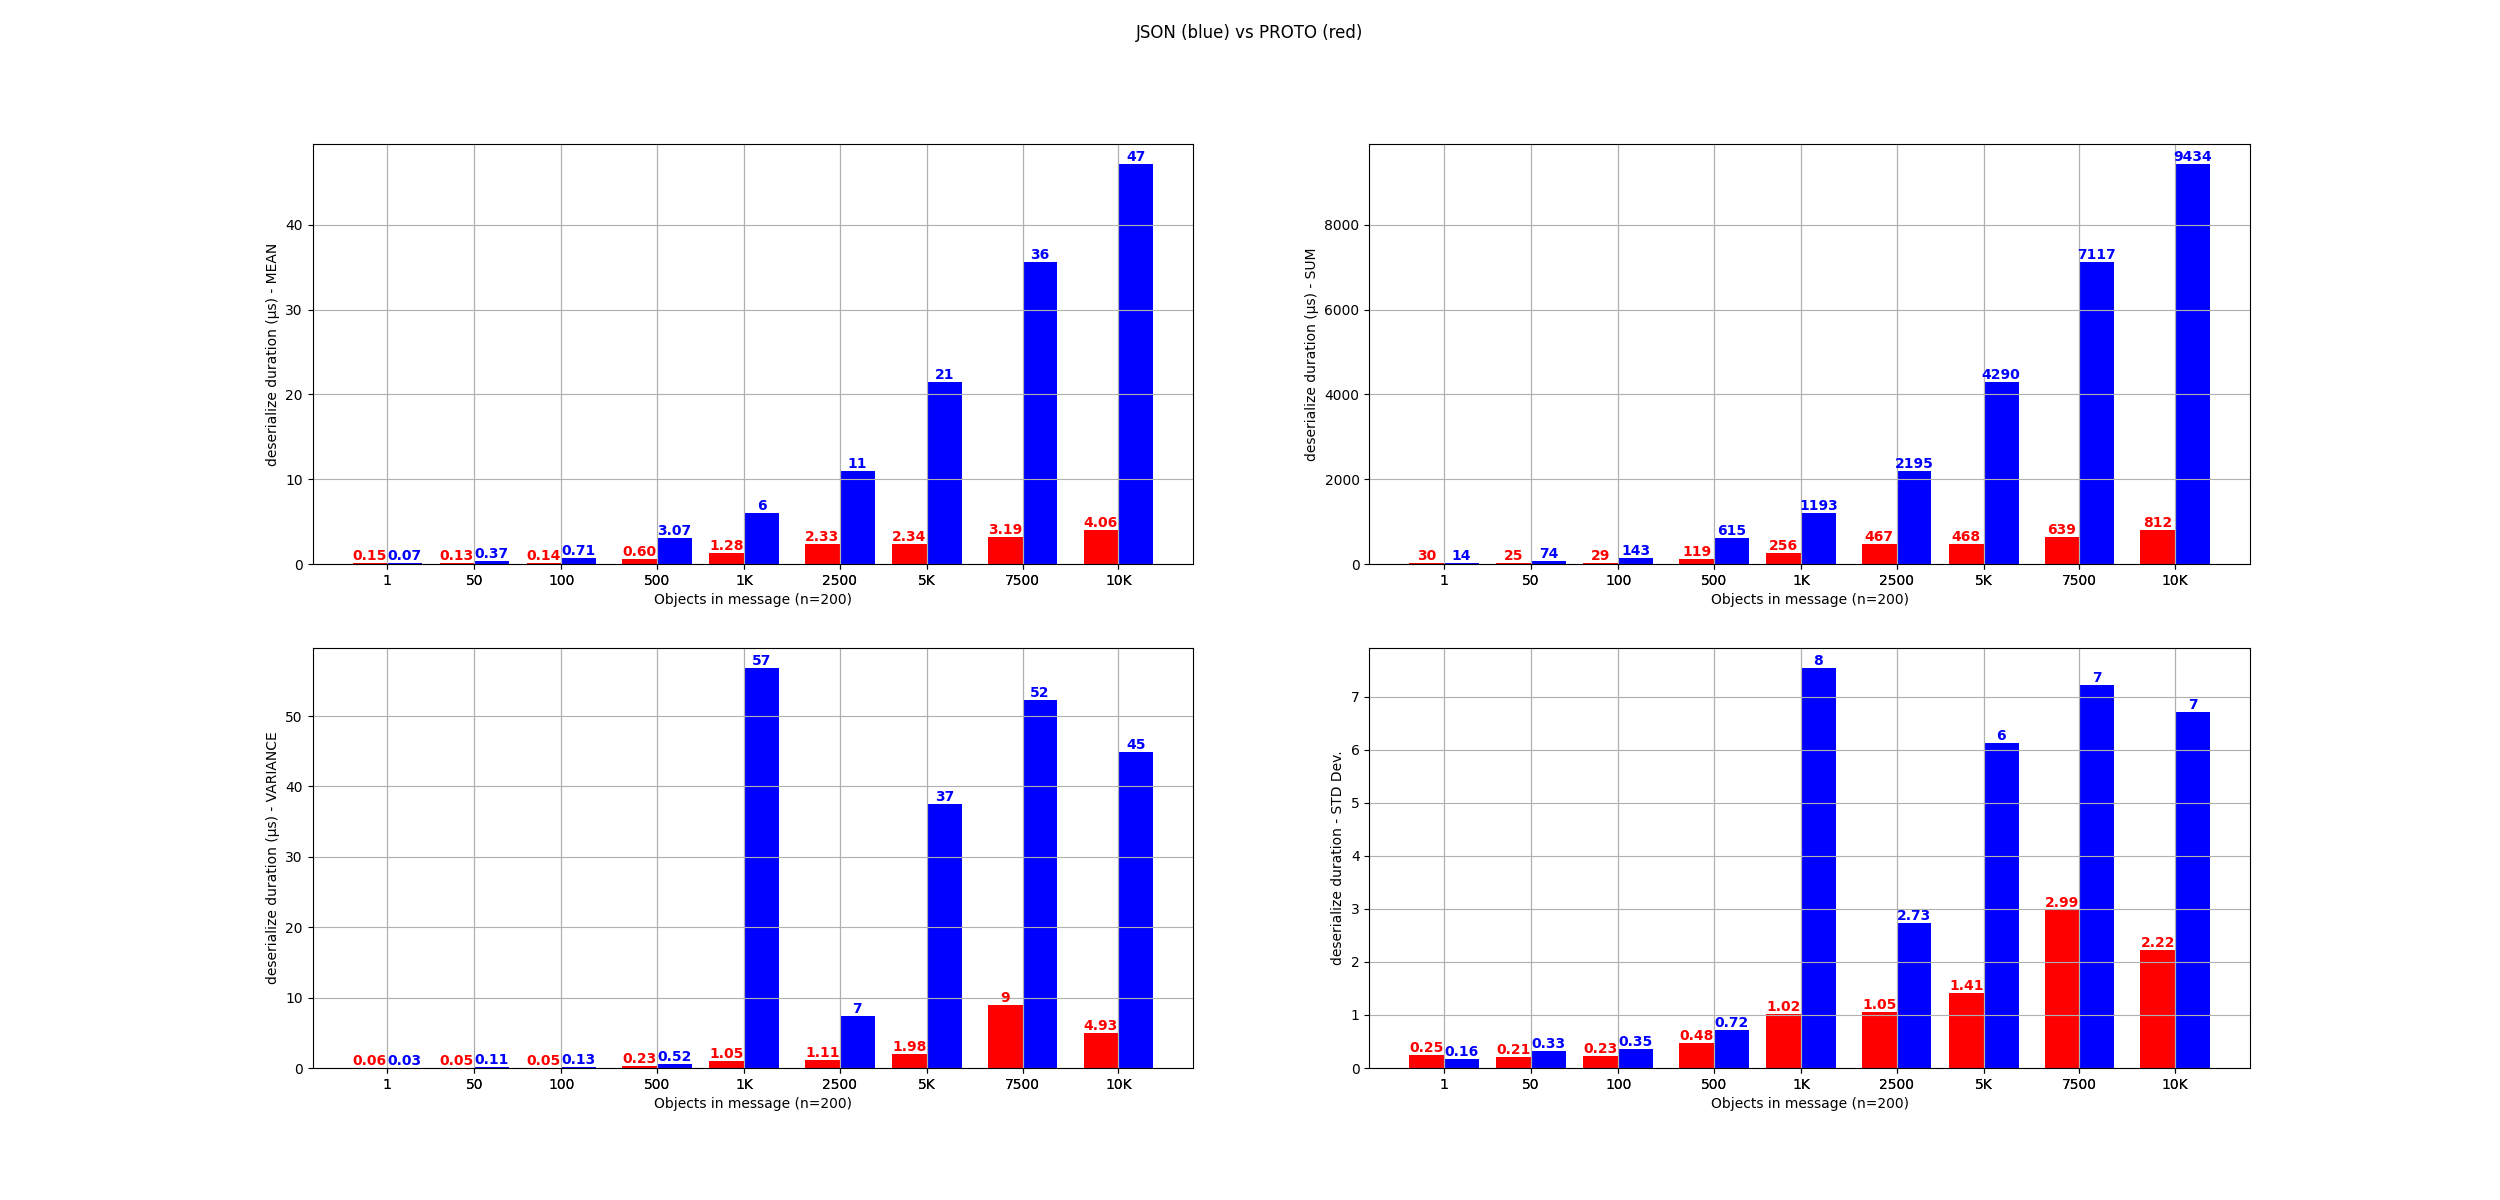 JSON (blue) vs PROTO (red)
deserialize duration (µs) - MEAN
40
30
20
10
0
0.15 0.07 0.13 0.37 0.14 0.71 0.60 3.07 1.28 6 2.33 11 2.34 21 3.19 36 4.06 47
1 50 100 500 1K 2500 5K 7500 10K
Objects in message (n=200)
deserialize duration (µs) - SUM
8000
6000
4000
2000
0
30 14 25 74 29 143 119 615 256 1193 467 2195 468 4290 639 7117 812 9434
1 50 100 500 1K 2500 5K 7500 10K
Objects in message (n=200)
deserialize duration (µs) - VARIANCE
50
40
30
20
10
0
0.06 0.03 0.05 0.11 0.05 0.13 0.23 0.52 1.05 57 1.11 7 1.98 37 9 52 4.93 45
1 50 100 500 1K 2500 5K 7500 10K
Objects in message (n=200)
deserialize duration - STD Dev.
7
6
5
4
3
2
1
0
0.25 0.16 0.21 0.33 0.23 0.35 0.48 0.72 1.02 8 1.05 2.73 1.41 6 2.99 7 2.22 7
1 50 100 500 1K 2500 5K 7500 10K
Objects in message (n=200)